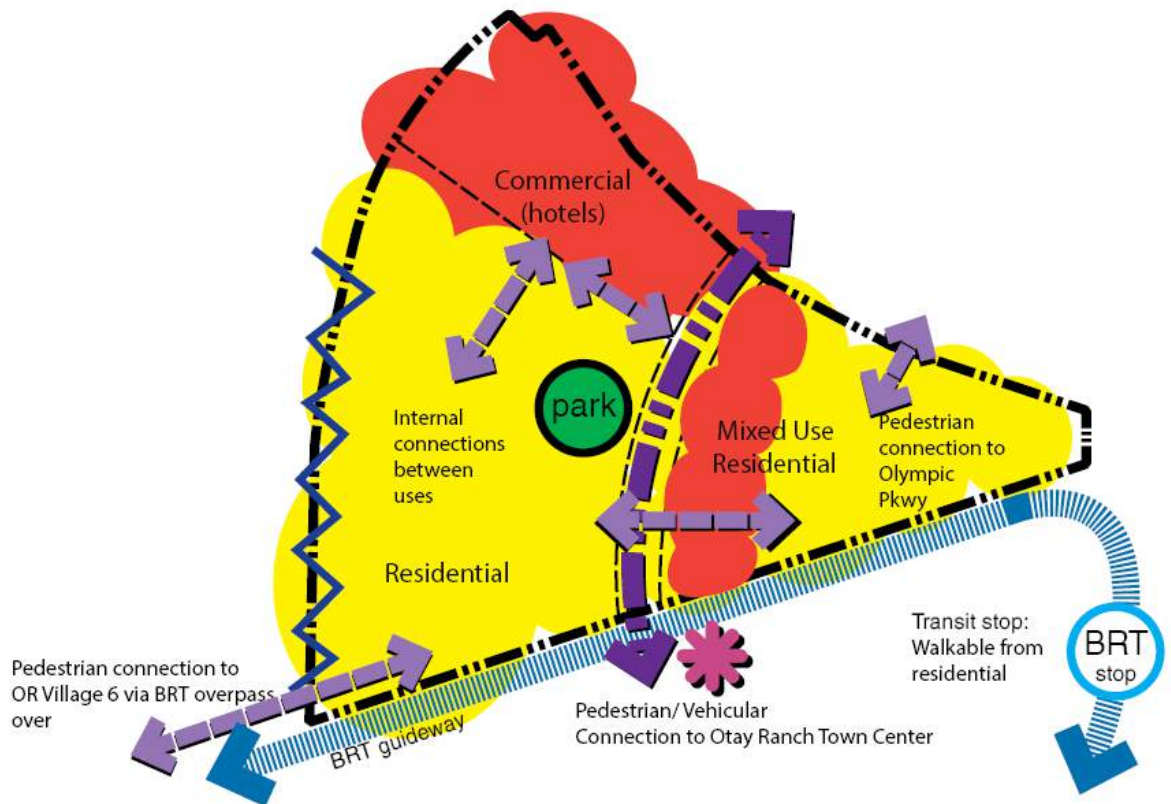 Commercial
(hotels)
park
Internal
connections
between
uses
Mixed Use
Residential
Pedestrian
connection to
Olympic
Pkwy
Residential
Transit stop:
Walkable from
residential
BRT
stop
Pedestrian connection to
OR Village 6 via BRT overpass
over
BRT guideway
Pedestrian/ Vehicular
Connection to Otay Ranch Town Center